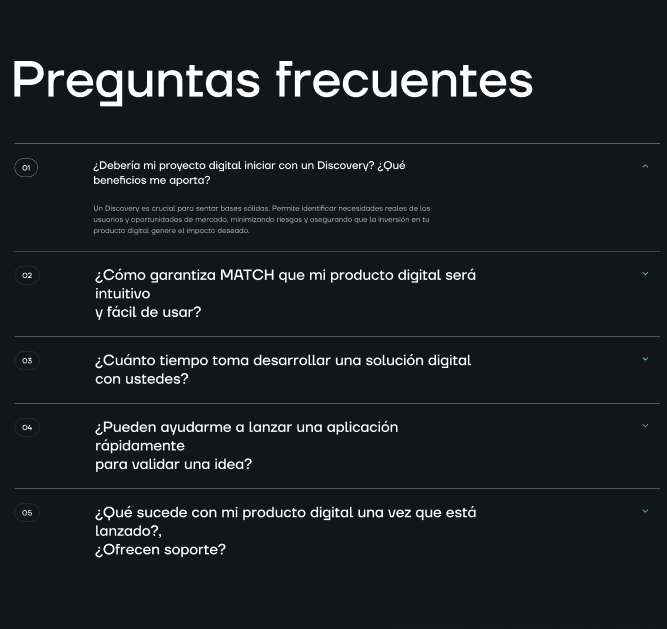 Preguntas frecuentes
01
¿Debería mi proyecto digital iniciar con un Discovery? ¿Qué
beneficios me aporta?
Un Discovery es crucial para sentar bases sólidas. Permite identificar necesidades reales de los
usuarios y oportunidades de mercado, minimizando riesgos y asegurando que la inversión en tu
producto digital genere el impacto deseado.
02
¿Cómo garantiza MATCH que mi producto digital será
intuitivo
y fácil de usar?
03
¿Cuánto tiempo toma desarrollar una solución digital
con ustedes?
04
¿Pueden ayudarme a lanzar una aplicación
rápidamente
para validar una idea?
05
¿Qué sucede con mi producto digital una vez que está
lanzado?,
¿Ofrecen soporte?